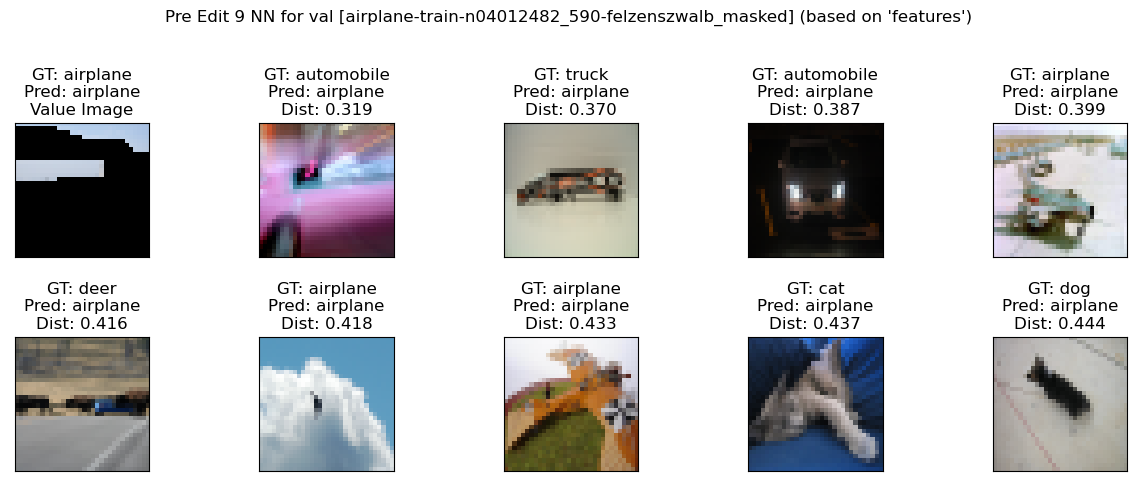 Pre Edit 9 NN for val [airplane-train-n04012482_590-felzenszwalb_masked] (based on 'features')
GT: airplane
Pred: airplane
Value Image
GT: automobile
Pred: airplane
Dist: 0.319
GT: truck
Pred: airplane
Dist: 0.370
GT: automobile
Pred: airplane
Dist: 0.387
GT: airplane
Pred: airplane
Dist: 0.399
GT: deer
Pred: airplane
Dist: 0.416
GT: airplane
Pred: airplane
Dist: 0.418
GT: airplane
Pred: airplane
Dist: 0.433
GT: cat
Pred: airplane
Dist: 0.437
GT: dog
Pred: airplane
Dist: 0.444